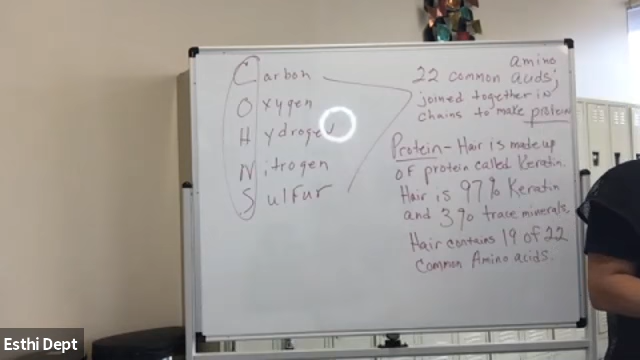 Carbon
Oxygen
Hydrogen
Nitrogen
Sulfur
amino
22 common acids;
joined together in
chains to make protein
Protein - Hair is made up
of protein called Keratin.
Hair is 97% Keratin
and 3% trace minerals.
Hair contains 19 of 22
Common Amino acids.
Esthi Dept